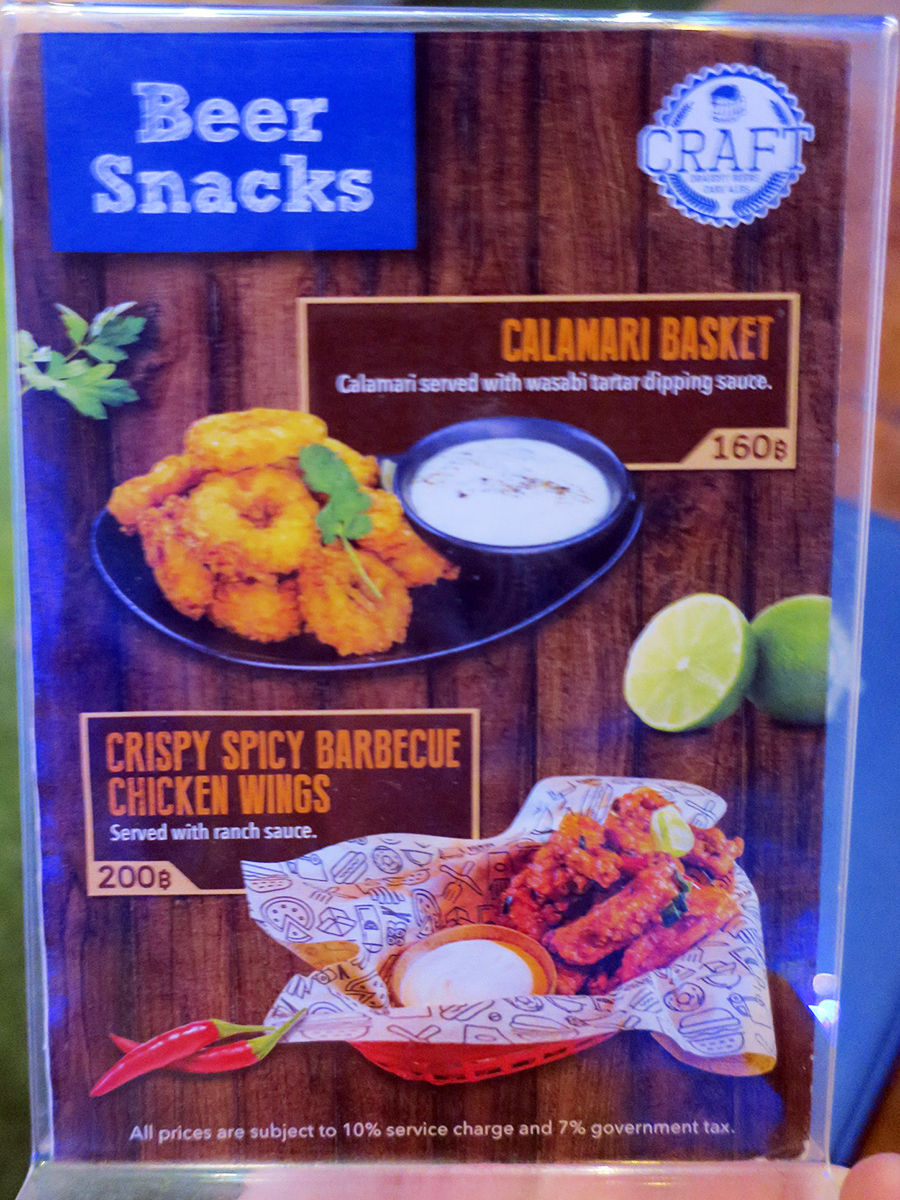 Beer
Snacks
CRAFT
CALAMARI BASKET
Calamari served with wasabi tartar dipping sauce.
160฿
CRISPY SPICY BARBECUE
CHICKEN WINGS
Served with ranch sauce.
200฿
All prices are subject to 10% service charge and 7% government tax.